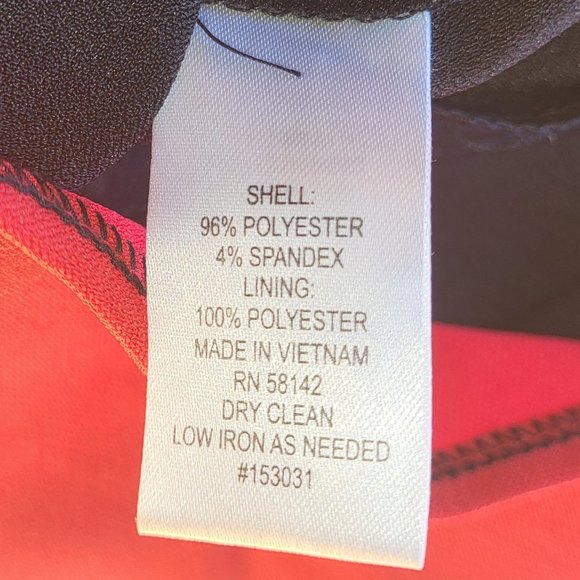 SHELL:
96% POLYESTER
4% SPANDEX
LINING:
100% POLYESTER
MADE IN VIETNAM
RN 58142
DRY CLEAN
LOW IRON AS NEEDED
#153031